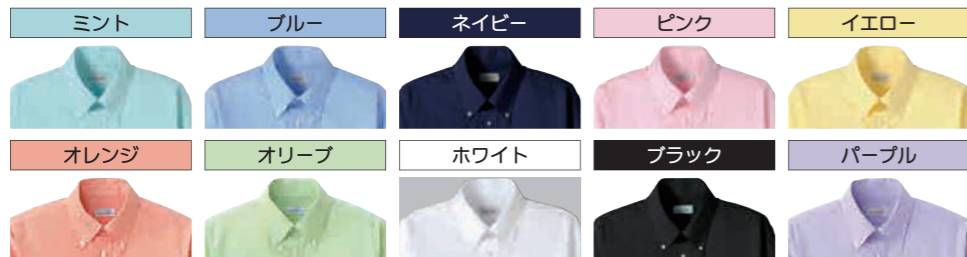 ミント
ブルー
ネイビー
ピンク
イエロー
オレンジ
オリーブ
ホワイト
ブラック
パープル